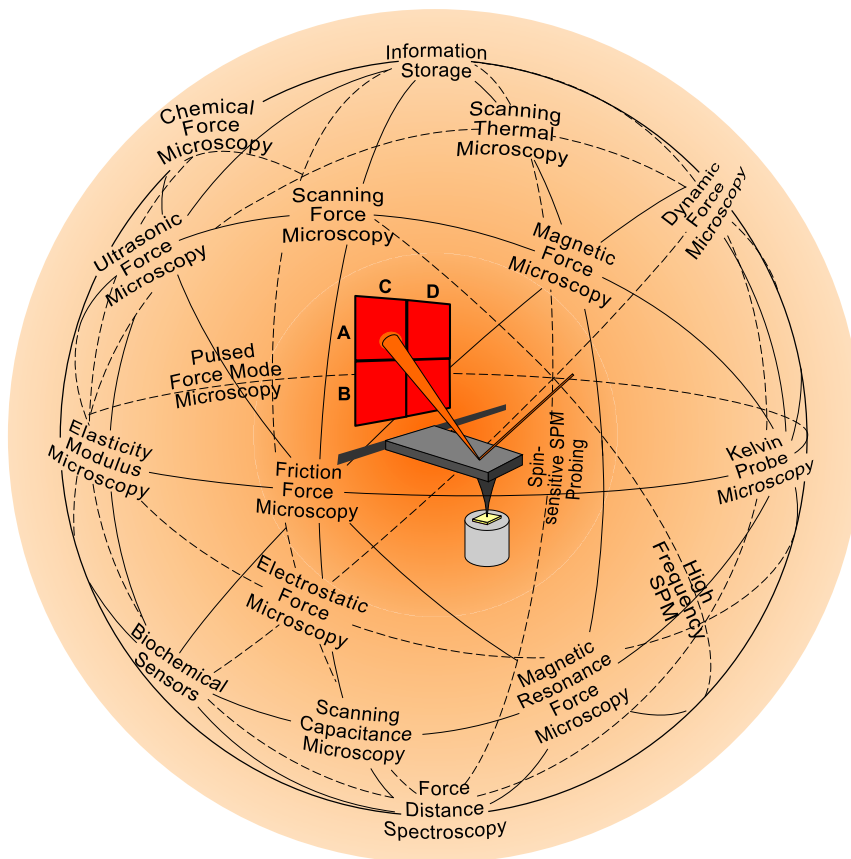 Information
Storage
Chemical
Force
Microscopy
Scanning
Thermal
Microscopy
Dynamic
Force
Microscopy
Scanning
Force
Microscopy
Ultrasonic
Force
Microscopy
Magnetic
Force
Microscopy
C
D
A
B
Pulsed
Force Mode
Microscopy
Elasticity
Modulus
Microscopy
Friction
Force
Microscopy
Spin-
sensitive SPM
Probing
Kelvin
Probe
Microscopy
High
Frequency
SPM
Electrostatic
Force
Microscopy
Biochemical
Sensors
Magnetic
Resonance
Force
Microscopy
Scanning
Capacitance
Microscopy
Force
Distance
Spectroscopy